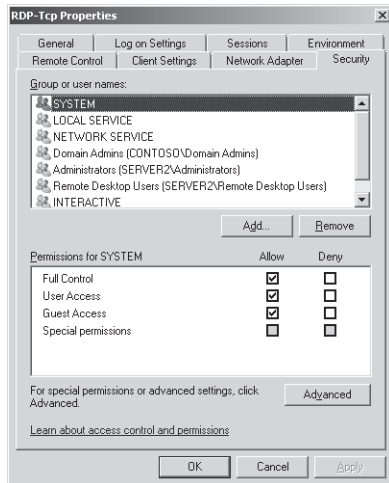 RDP-Tcp Properties
General Log on Settings Sessions Environment
Remote Control Client Settings Network Adapter Security
Group or user names:
SYSTEM
LOCAL SERVICE
NETWORK SERVICE
Domain Admins (CONTOSO\Domain Admins)
Administrators (SERVER2\Administrators)
Remote Desktop Users (SERVER2\Remote Desktop Users)
INTERACTIVE
Add... Remove
Permissions for SYSTEM Allow Deny
Full Control
User Access
Guest Access
Special permissions
For special permissions or advanced settings, click
Advanced.
Advanced
Learn about access control and permissions
OK Cancel Apply